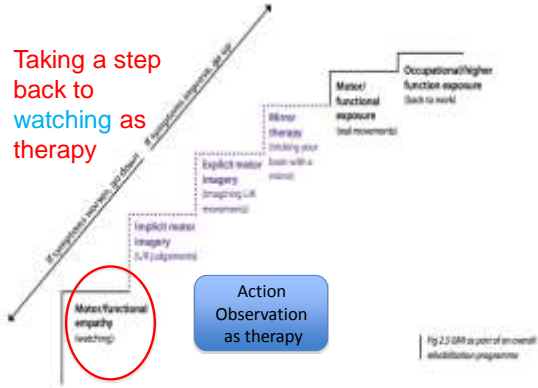 Taking a step
back to
watching as
therapy
If symptoms improve, go up
If symptoms worsen, go down
Occupational/higher
function exposure
(back to work)
Motor/
functional
exposure
(real movements)
Mirror
therapy
(tricking your
brain with a
mirror)
Explicit motor
imagery
(imagining L/R
movements)
Implicit motor
imagery
(L/R judgements)
Motor/functional
empathy
(watching)
Action
Observation
as therapy
Fig 2.5 GMI as part of an overall
rehabilitation programme